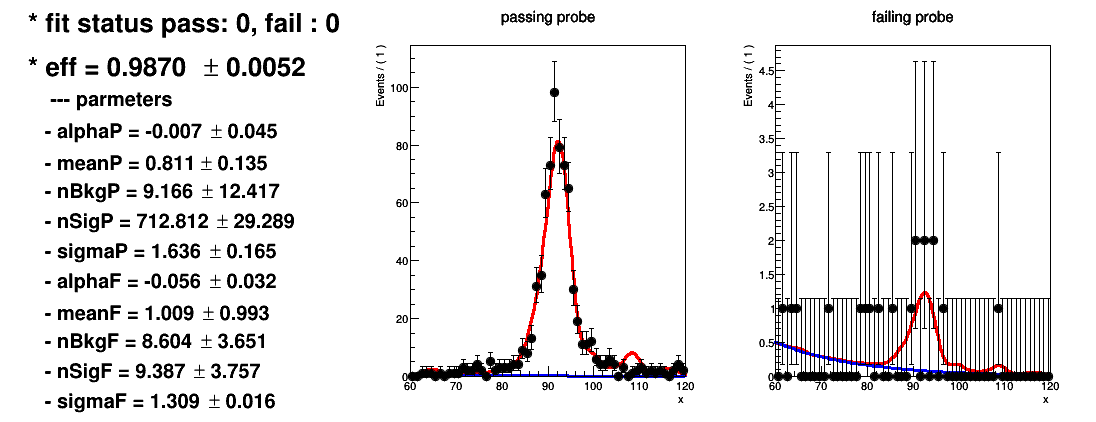 * fit status pass: 0, fail : 0
* eff = 0.9870 ± 0.0052
--- parmeters
- alphaP = -0.007 ± 0.045
- meanP = 0.811 ± 0.135
- nBkgP = 9.166 ± 12.417
- nSigP = 712.812 ± 29.289
- sigmaP = 1.636 ± 0.165
- alphaF = -0.056 ± 0.032
- meanF = 1.009 ± 0.993
- nBkgF = 8.604 ± 3.651
- nSigF = 9.387 ± 3.757
- sigmaF = 1.309 ± 0.016
passing probe
Events / ( 1 )
100
80
60
40
20
0
60 70 80 90 100 110 120
x
failing probe
Events / ( 1 )
4.5
4
3.5
3
2.5
2
1.5
1
0.5
0
60 70 80 90 100 110 120
x